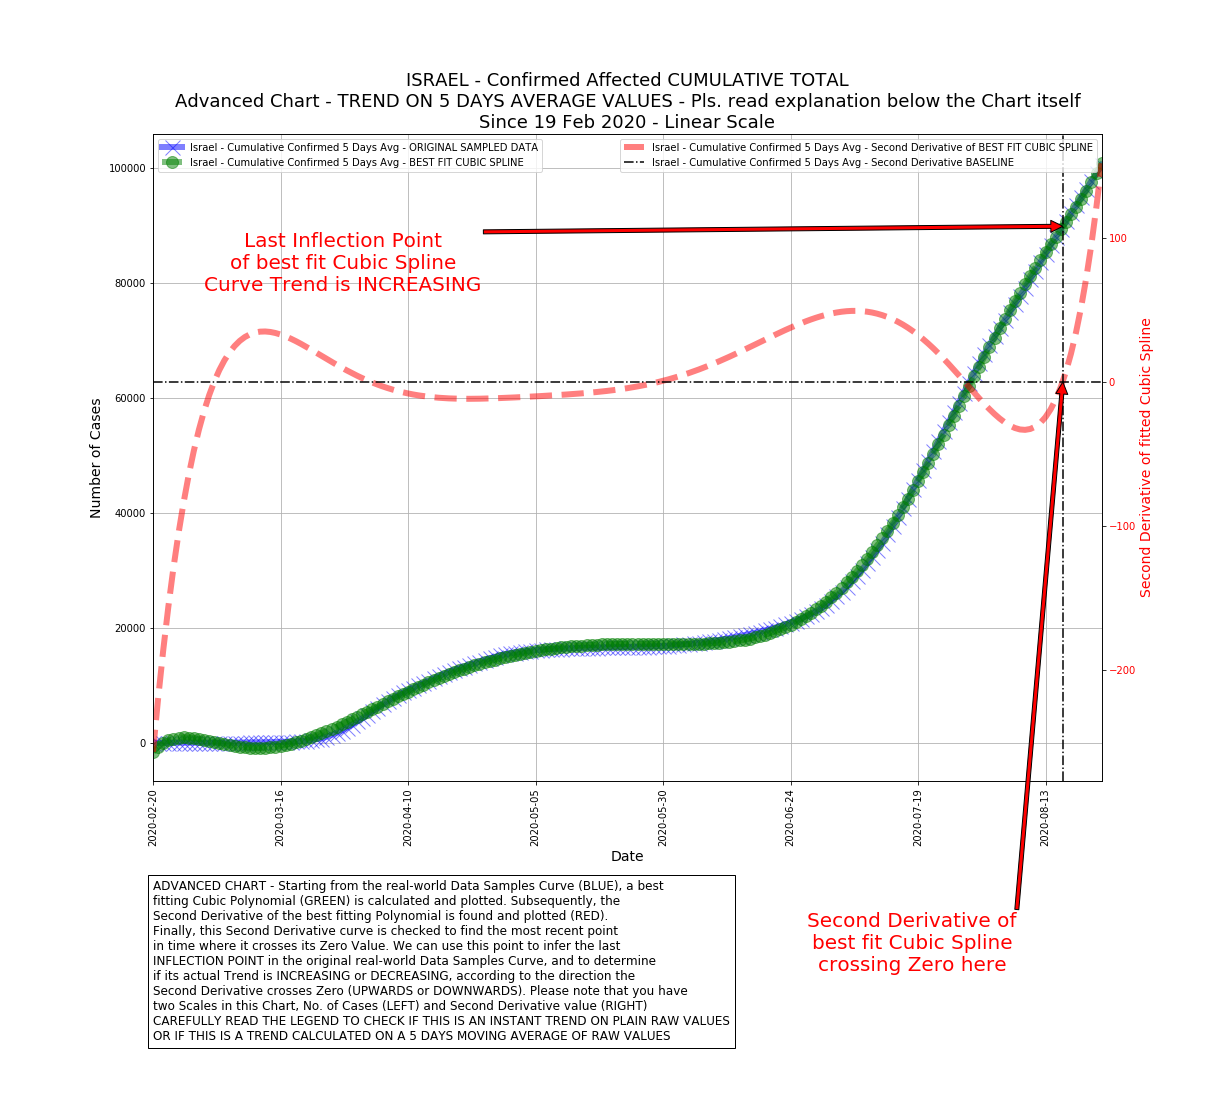 ISRAEL - Confirmed Affected CUMULATIVE TOTAL
Advanced Chart - TREND ON 5 DAYS AVERAGE VALUES - Pls. read explanation below the Chart itself
Since 19 Feb 2020 - Linear Scale
Israel - Cumulative Confirmed 5 Days Avg - ORIGINAL SAMPLED DATA
Israel - Cumulative Confirmed 5 Days Avg - BEST FIT CUBIC SPLINE
Israel - Cumulative Confirmed 5 Days Avg - Second Derivative of BEST FIT CUBIC SPLINE
Israel - Cumulative Confirmed 5 Days Avg - Second Derivative BASELINE
Last Inflection Point
of best fit Cubic Spline
Curve Trend is INCREASING
Number of Cases
100000
80000
60000
40000
20000
0
100
0
−100
−200
Second Derivative of fitted Cubic Spline
2020-02-20
2020-03-16
2020-04-10
2020-05-05
2020-05-30
2020-06-24
2020-07-19
2020-08-13
Date
ADVANCED CHART - Starting from the real-world Data Samples Curve (BLUE), a best
fitting Cubic Polynomial (GREEN) is calculated and plotted. Subsequently, the
Second Derivative of the best fitting Polynomial is found and plotted (RED).
Finally, this Second Derivative curve is checked to find the most recent point
in time where it crosses its Zero Value. We can use this point to infer the last
INFLECTION POINT in the original real-world Data Samples Curve, and to determine
if its actual Trend is INCREASING or DECREASING, according to the direction the
Second Derivative crosses Zero (UPWARDS or DOWNWARDS). Please note that you have
two Scales in this Chart, No. of Cases (LEFT) and Second Derivative value (RIGHT)
CAREFULLY READ THE LEGEND TO CHECK IF THIS IS AN INSTANT TREND ON PLAIN RAW VALUES
OR IF THIS IS A TREND CALCULATED ON A 5 DAYS MOVING AVERAGE OF RAW VALUES
Second Derivative of
best fit Cubic Spline
crossing Zero here